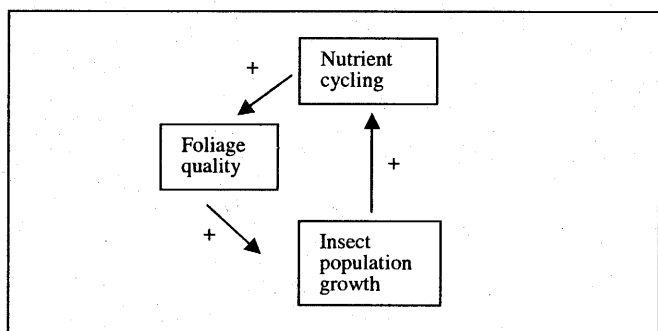 Nutrient
cycling
+
Foliage
quality
+
+
Insect
population
growth